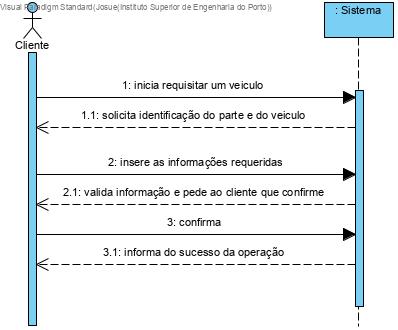 Visual Paradigm Standard(Josue(Instituto Superior de Engenharia do Porto))
: Sistema
Cliente
1: inicia requisitar um veiculo
1.1: solicita identificação do parte e do veiculo
2: insere as informações requeridas
2.1: valida informação e pede ao cliente que confirme
3: confirma
3.1: informa do sucesso da operação